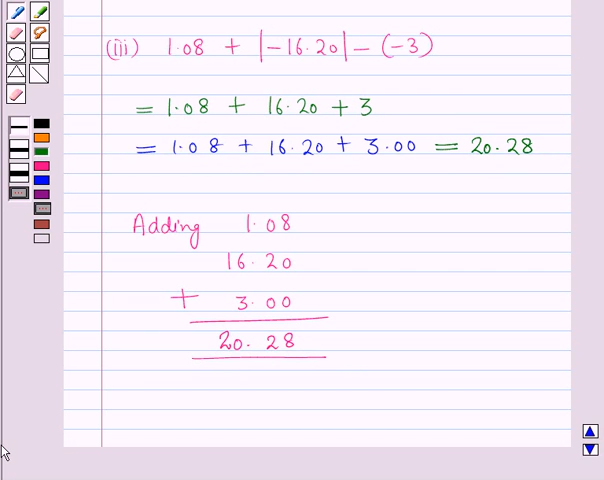 (iii) 1.08 + |-16.20| - (-3)
= 1.08 + 16.20 + 3
= 1.08 + 16.20 + 3.00 = 20.28
Adding 1.08
16.20
+ 3.00
20.28